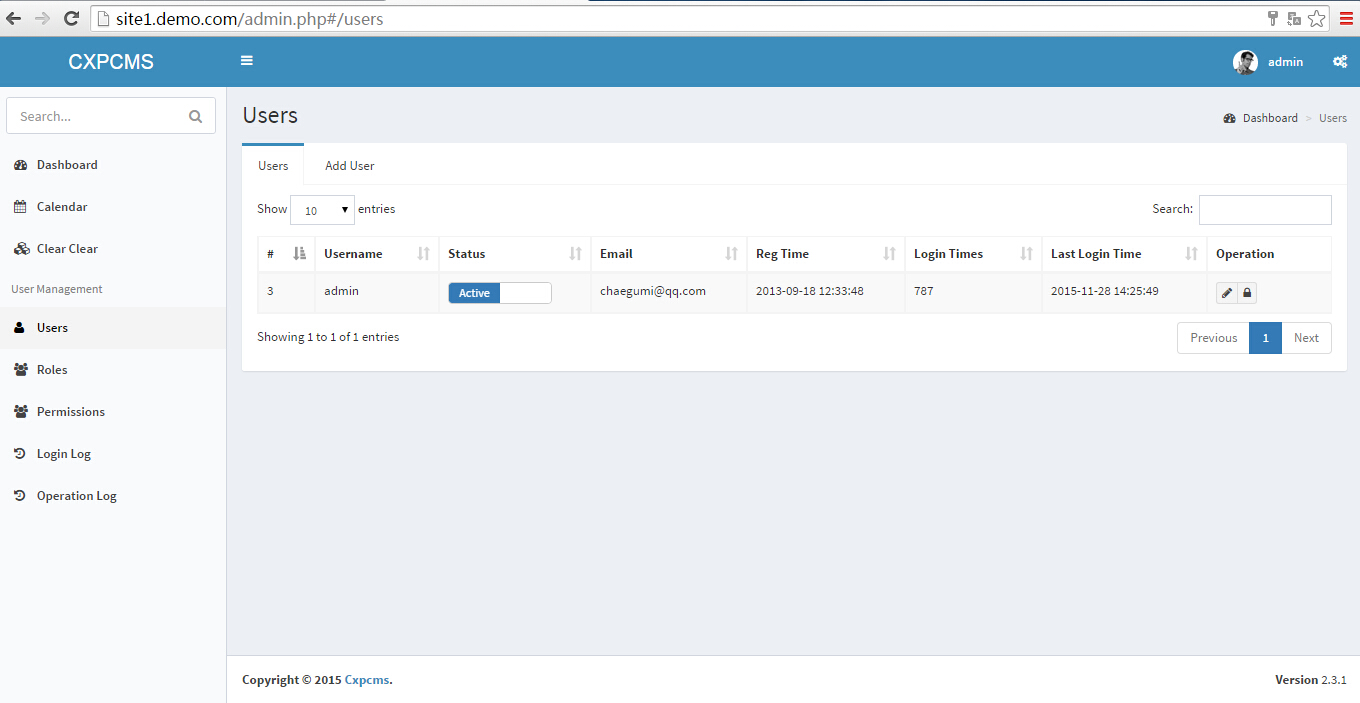 site1.demo.com/admin.php#/users
CXPCMS
admin
Search...
Dashboard
Calendar
Clear Clear
User Management
Users
Roles
Permissions
Login Log
Operation Log
Users
Dashboard > Users
Users Add User
Show 10 entries Search:
# Username Status Email Reg Time Login Times Last Login Time Operation
3 admin Active chaegumi@qq.com 2013-09-18 12:33:48 787 2015-11-28 14:25:49
Showing 1 to 1 of 1 entries Previous 1 Next
Copyright © 2015 Cxpcms. Version 2.3.1